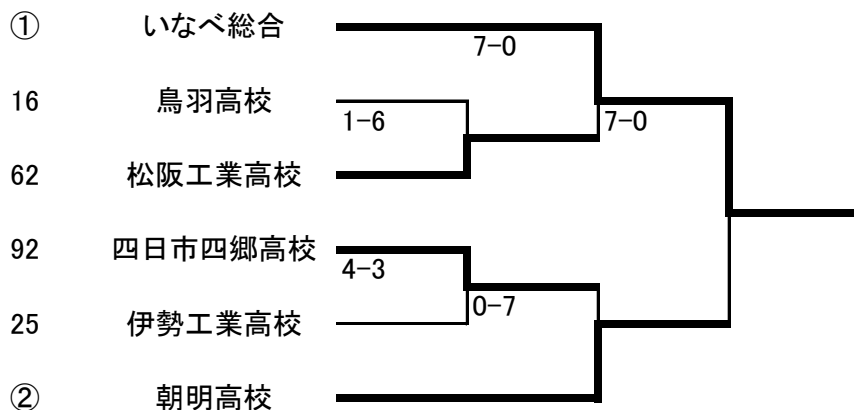 ① いなべ総合
7-0
16 鳥羽高校
1-6
7-0
62 松阪工業高校
92 四日市四郷高校
4-3
0-7
25 伊勢工業高校
② 朝明高校